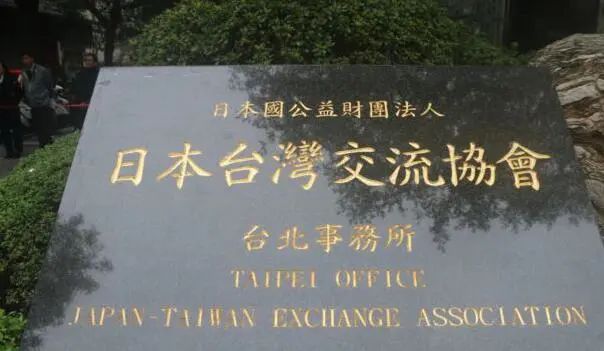 日本國公益財團法人
日本台灣交流協會
台北事務所
TAIPEI OFFICE
JAPAN-TAIWAN EXCHANGE ASSOCIATION